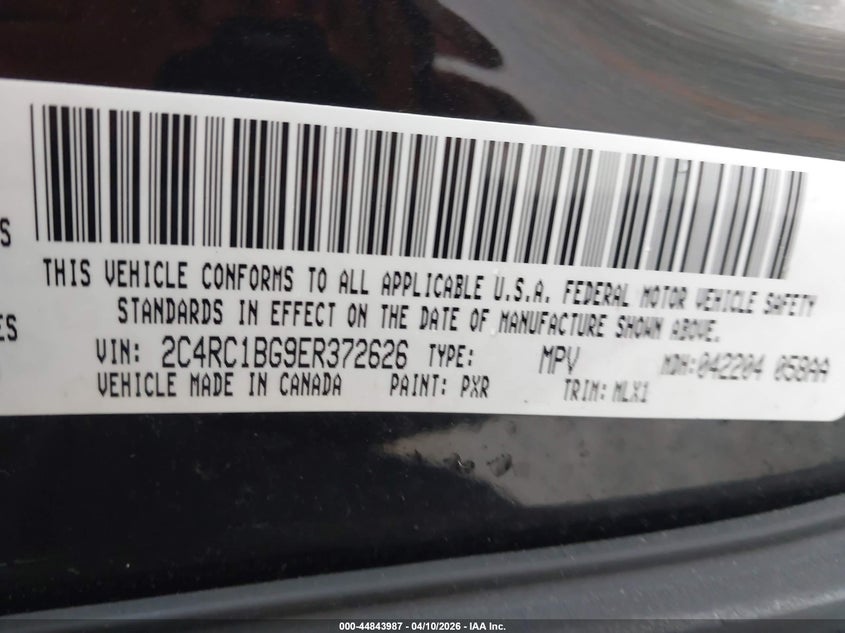 S
THIS VEHICLE CONFORMS TO ALL APPLICABLE U.S.A. FEDERAL MOTOR VEHICLE SAFETY
ES
STANDARDS IN EFFECT ON THE DATE OF MANUFACTURE SHOWN ABOVE.
VIN: 2C4RC1BG9ER372626 TYPE: MPV MDH:042204 058AA
VEHICLE MADE IN CANADA PAINT: PXR TRIM: MLX1
000-44843987 - 04/10/2026 - IAA Inc.